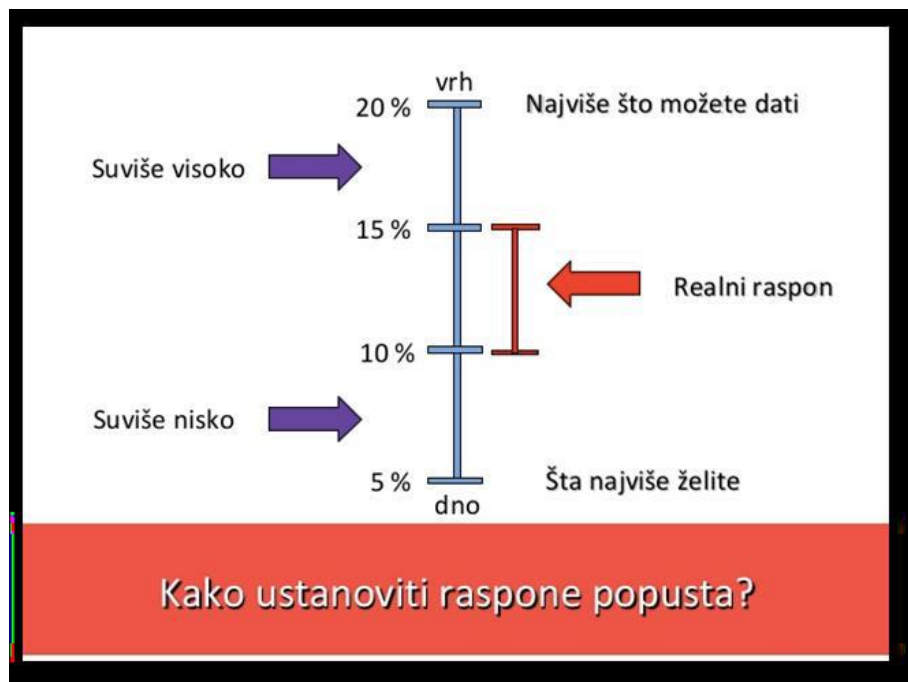 vrh
20 %
Najviše što možete dati
Suviše visoko
15 %
Realni raspon
10 %
Suviše nisko
5 %
Šta najviše želite
dno
Kako ustanoviti raspone popusta?